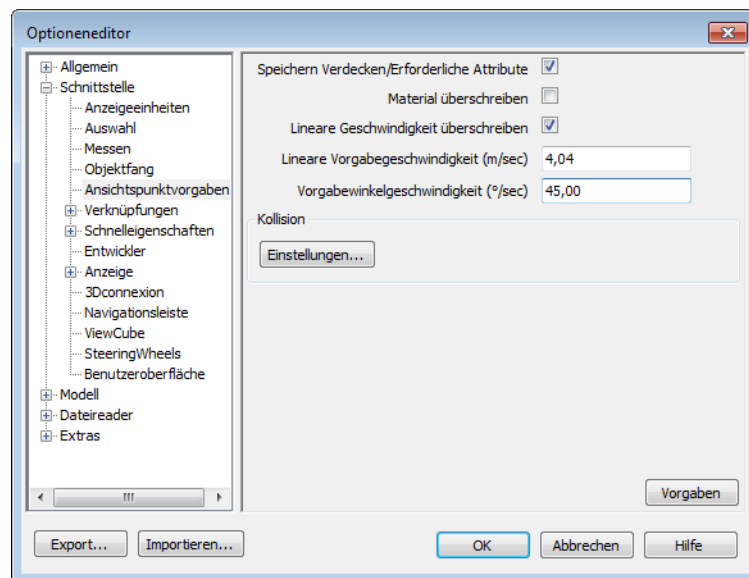 Optioneneditor
Allgemein
Schnittstelle
Anzeigeeinheiten
Auswahl
Messen
Objektfang
Ansichtspunktvorgaben
Verknüpfungen
Schnelleigenschaften
Entwickler
Anzeige
3Dconnexion
Navigationsleiste
ViewCube
SteeringWheels
Benutzeroberfläche
Modell
Dateireader
Extras
Speichern Verdecken/Erforderliche Attribute
Material überschreiben
Lineare Geschwindigkeit überschreiben
Lineare Vorgabegeschwindigkeit (m/sec) 4,04
Vorgabewinkelgeschwindigkeit (°/sec) 45,00
Kollision
Einstellungen...
Vorgaben
Export... Importieren... OK Abbrechen Hilfe